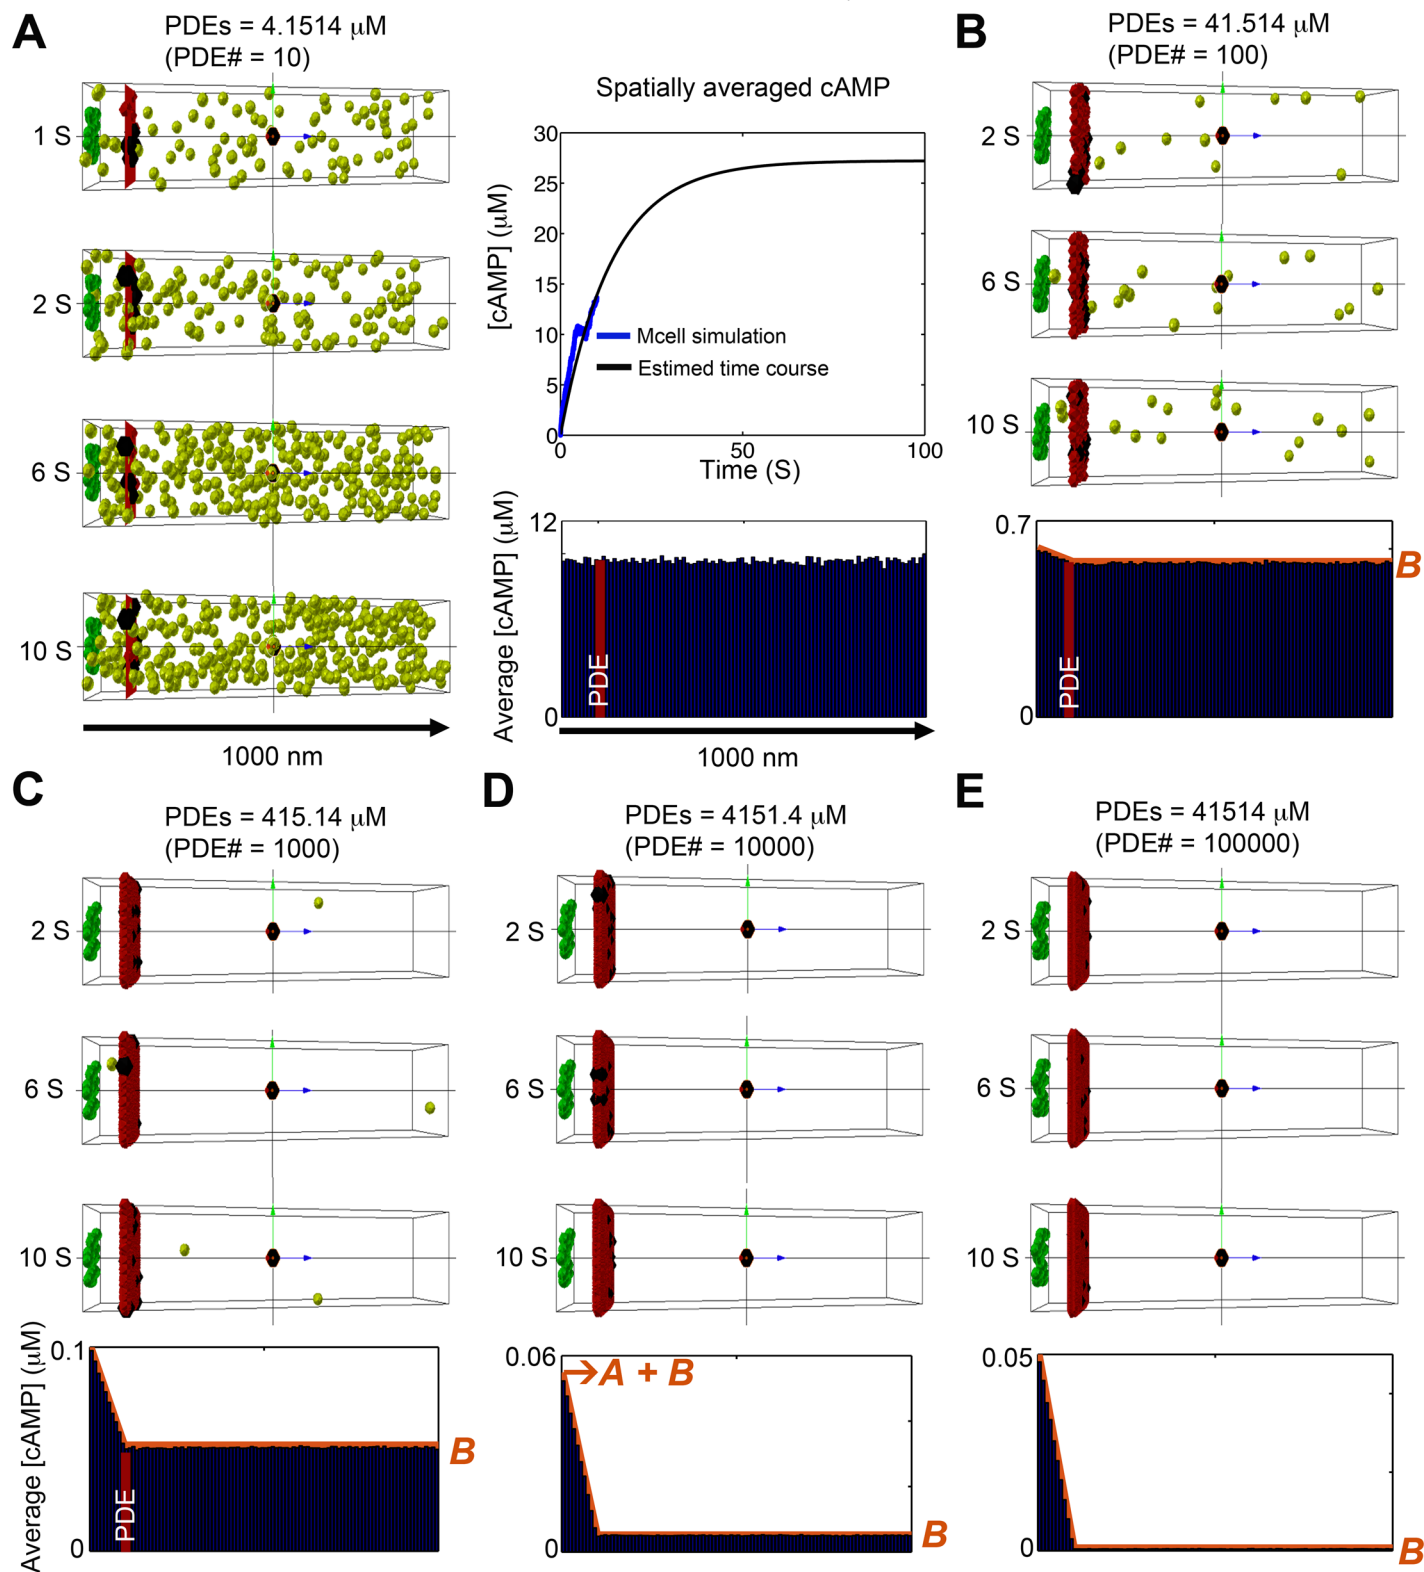 A
PDEs = 4.1514 μM
(PDE# = 10)
1 S
2 S
6 S
10 S
1000 nm
Spatially averaged cAMP
30
25
20
15
10
5
0
[cAMP] (μM)
Mcell simulation
Estimed time course
0
50
100
Time (S)
12
0
Average [cAMP] (μM)
PDE
1000 nm
B
PDEs = 41.514 μM
(PDE# = 100)
2 S
6 S
10 S
0.7
0
PDE
B
C
PDEs = 415.14 μM
(PDE# = 1000)
2 S
6 S
10 S
0.1
0
Average [cAMP] (μM)
PDE
B
D
PDEs = 4151.4 μM
(PDE# = 10000)
2 S
6 S
10 S
0.06
0
→A + B
B
E
PDEs = 41514 μM
(PDE# = 100000)
2 S
6 S
10 S
0.05
0
B